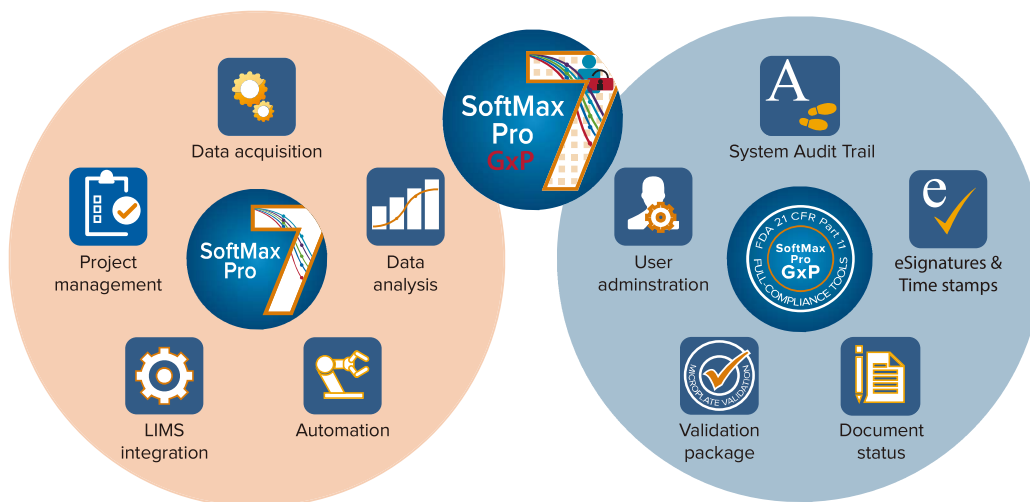 SoftMax
Pro
GxP
7
Data acquisition
Project
management
SoftMax
Pro
7
Data
analysis
LIMS
integration
Automation
A
System Audit Trail
User
adminstration
FDA 21 CFR Part 11
SoftMax
Pro
GxP
FULL-COMPLIANCE TOOLS
e
eSignatures &
Time stamps
MICROPLATE VALIDATION
Validation
package
Document
status